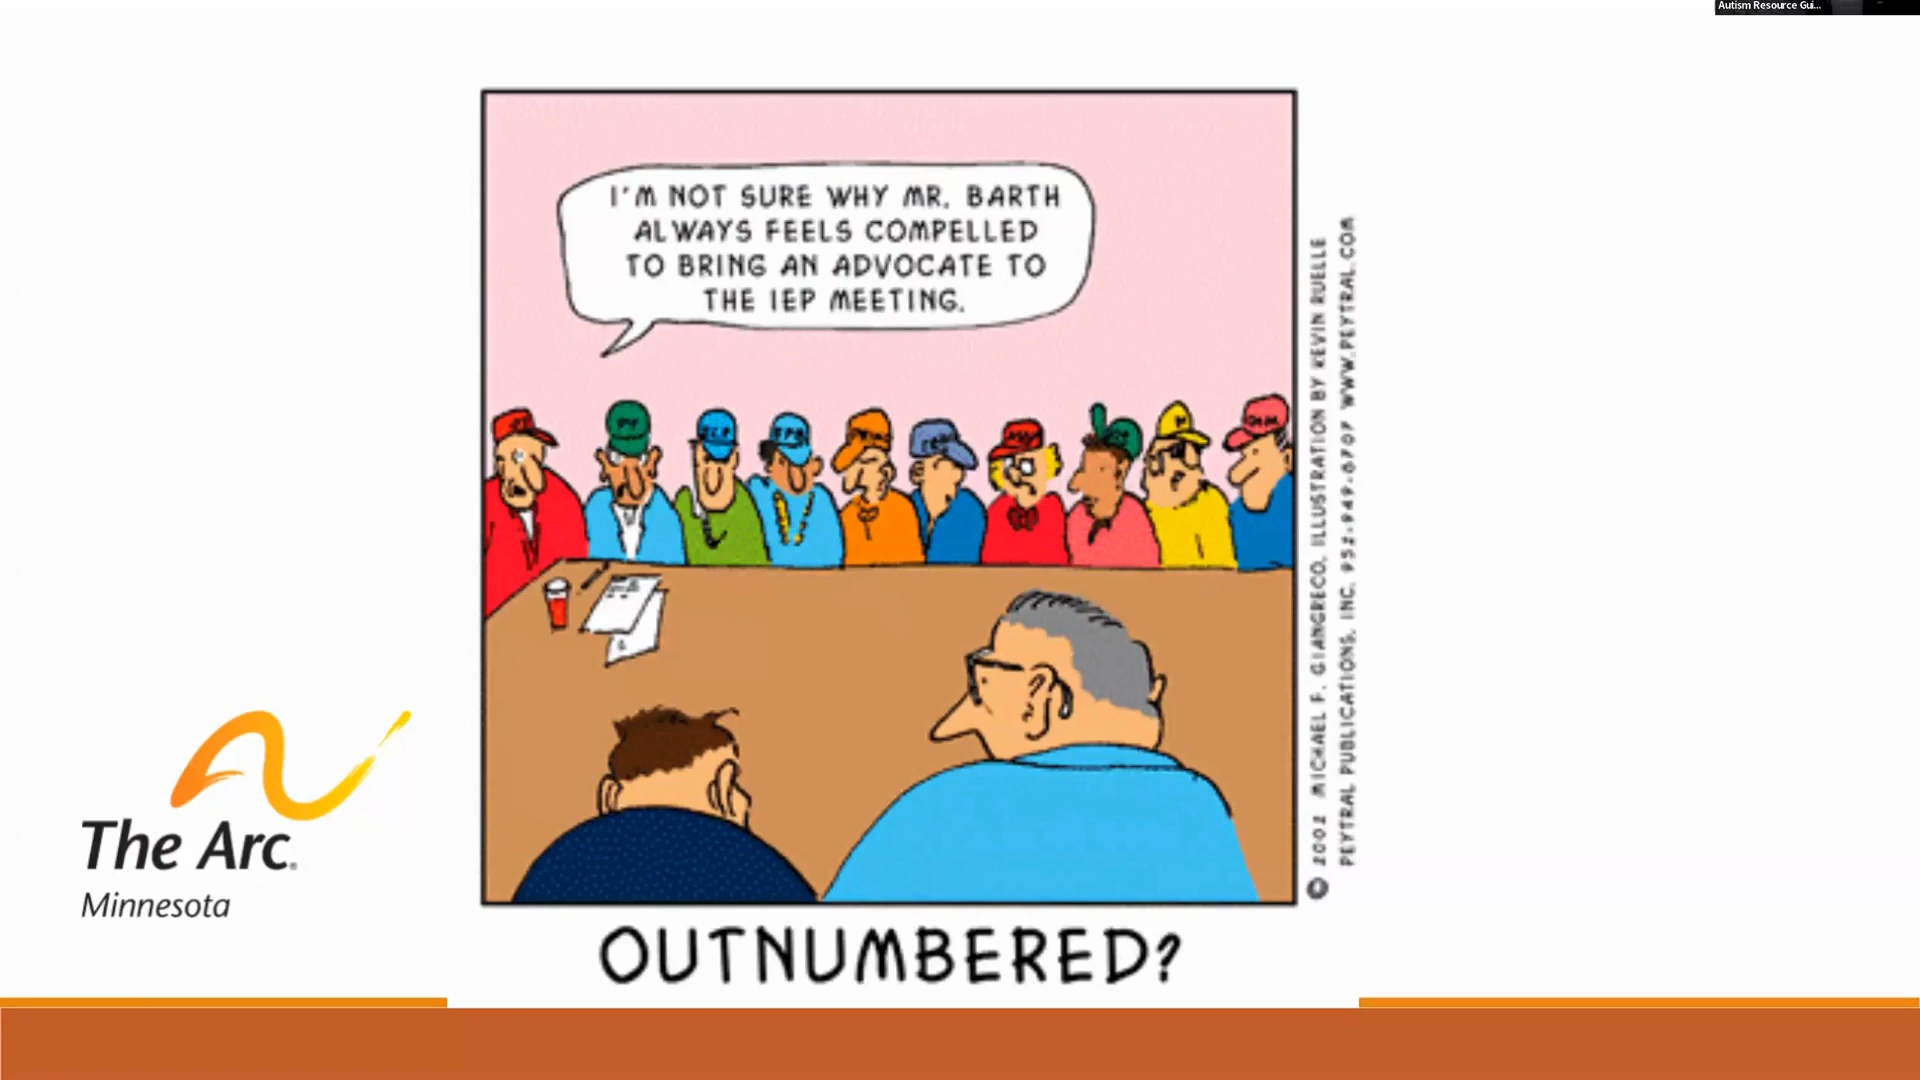 Autism Resource Gui...
I'M NOT SURE WHY MR. BARTH
ALWAYS FEELS COMPELLED
TO BRING AN ADVOCATE TO
THE IEP MEETING.
© 2002 MICHAEL F. GIANGRECO, ILLUSTRATION BY KEVIN RUELLE
PEYTRAL PUBLICATIONS, INC. 952-949-8707 WWW.PEYTRAL.COM
The Arc®
Minnesota
OUTNUMBERED?